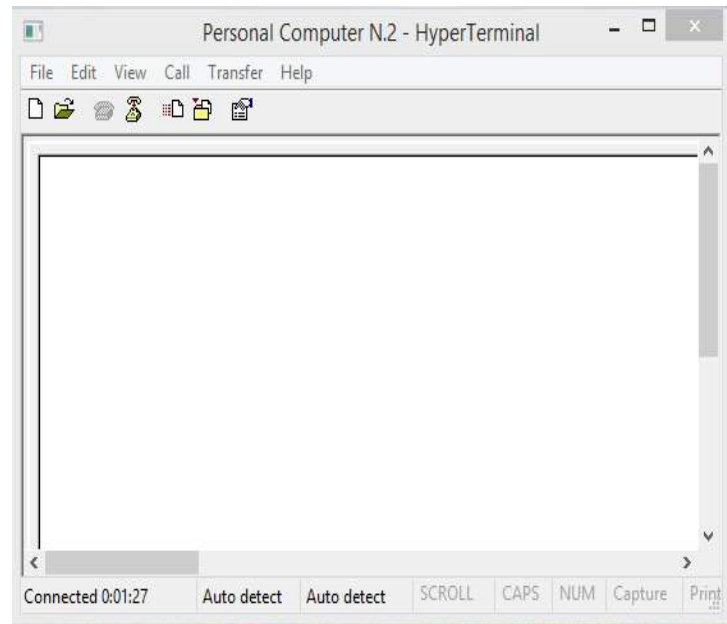 Personal Computer N.2 - HyperTerminal
File Edit View Call Transfer Help
Connected 0:01:27 Auto detect Auto detect SCROLL CAPS NUM Capture Print